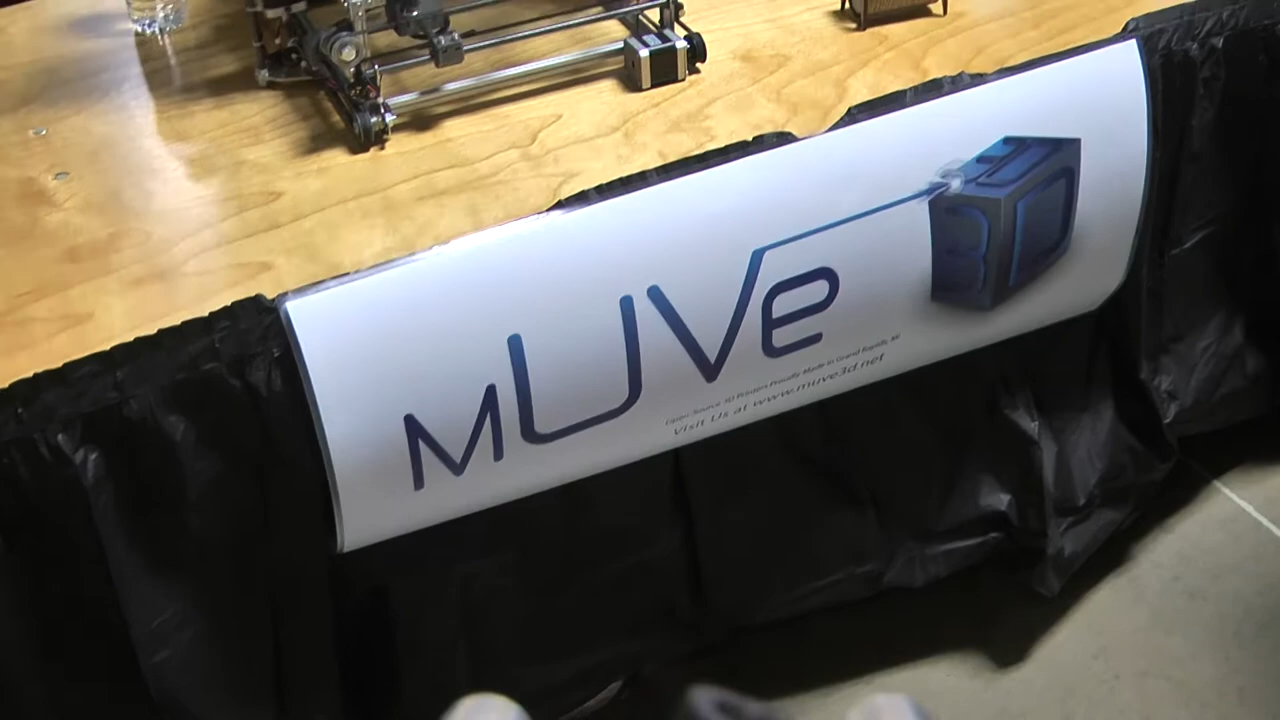 mUVe
3D
Open Source 3D Printers Proudly Made In Grand Rapids, MI
Visit Us at www.muve3d.net